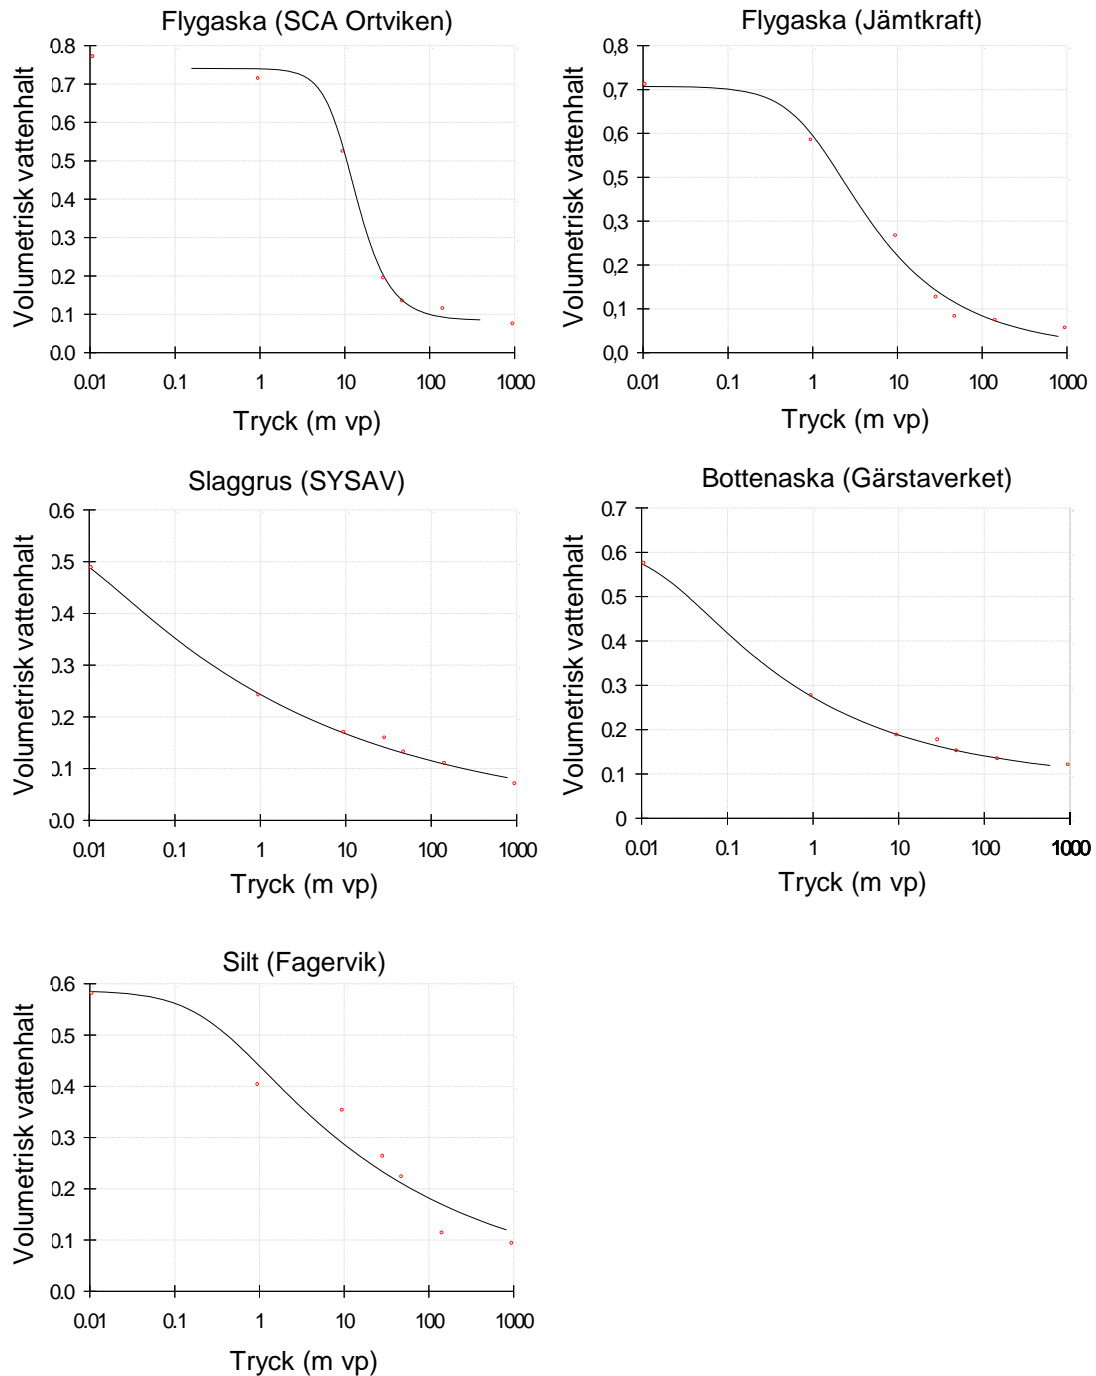 Flygaska (SCA Ortviken)
Volumetrisk vattenhalt
0.8
0.7
0.6
0.5
0.4
0.3
0.2
0.1
0.0
0.01 0.1 1 10 100 1000
Tryck (m vp)
Flygaska (Jämtkraft)
Volumetrisk vattenhalt
0,8
0,7
0,6
0,5
0,3
0,2
0,1
0,0
0.01 0.1 1 10 100 1000
Tryck (m vp)
Slaggrus (SYSAV)
Volumetrisk vattenhalt
0.6
0.5
0.4
0.3
0.2
0.1
0.0
0.01 0.1 1 10 100 1000
Tryck (m vp)
Bottenaska (Gärstaverket)
Volumetrisk vattenhalt
0.7
0.6
0.5
0.4
0.3
0.2
0.1
0
0.01 0.1 1 10 100 1000
Tryck (m vp)
Silt (Fagervik)
Volumetrisk vattenhalt
0.6
0.5
0.4
0.3
0.2
0.1
0.0
0.01 0.1 1 10 100 1000
Tryck (m vp)